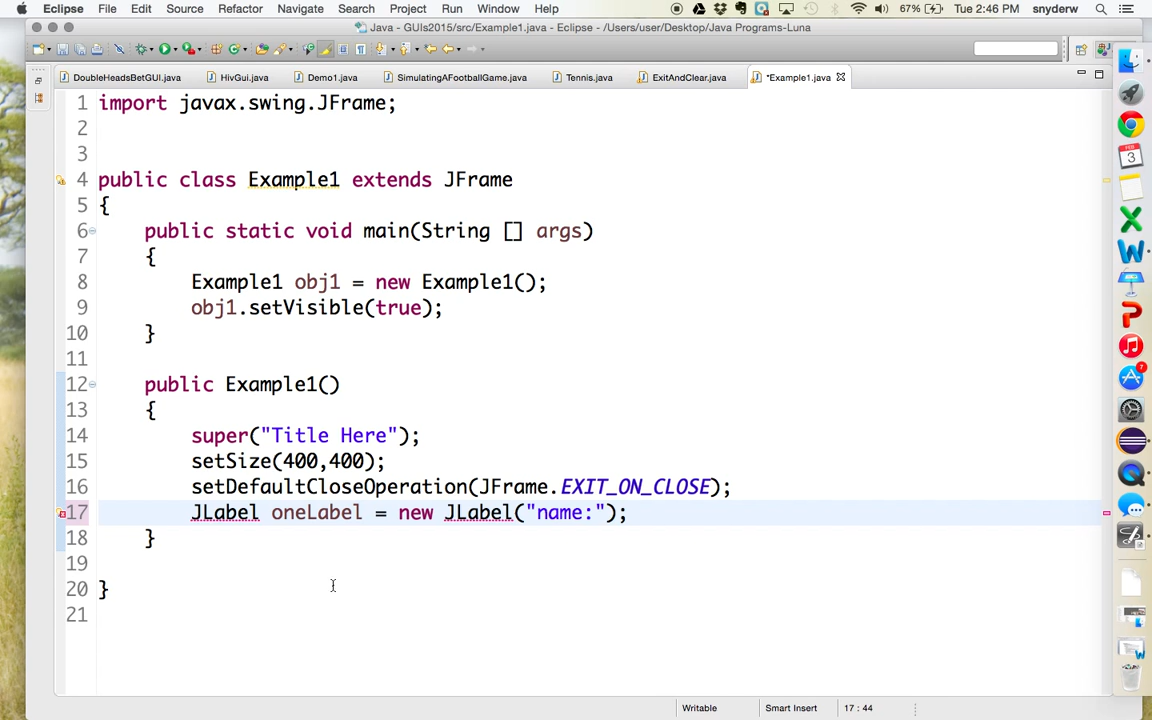 Eclipse File Edit Source Refactor Navigate Search Project Run Window Help 67% Tue 2:46 PM snyderw
Java - GUIs2015/src/Example1.java - Eclipse - /Users/user/Desktop/Java Programs-Luna
DoubleHeadsBetGUI.java HivGui.java Demo1.java SimulatingAFootballGame.java Tennis.java ExitAndClear.java *Example1.java
1 import javax.swing.JFrame;
2
3
4 public class Example1 extends JFrame
5 {
6 public static void main(String [] args)
7 {
8 Example1 obj1 = new Example1();
9 obj1.setVisible(true);
10 }
11
12 public Example1()
13 {
14 super("Title Here");
15 setSize(400,400);
16 setDefaultCloseOperation(JFrame.EXIT_ON_CLOSE);
17 JLabel oneLabel = new JLabel("name:");
18 }
19
20 }
21
FEB
3
7
Writable Smart Insert 17 : 44